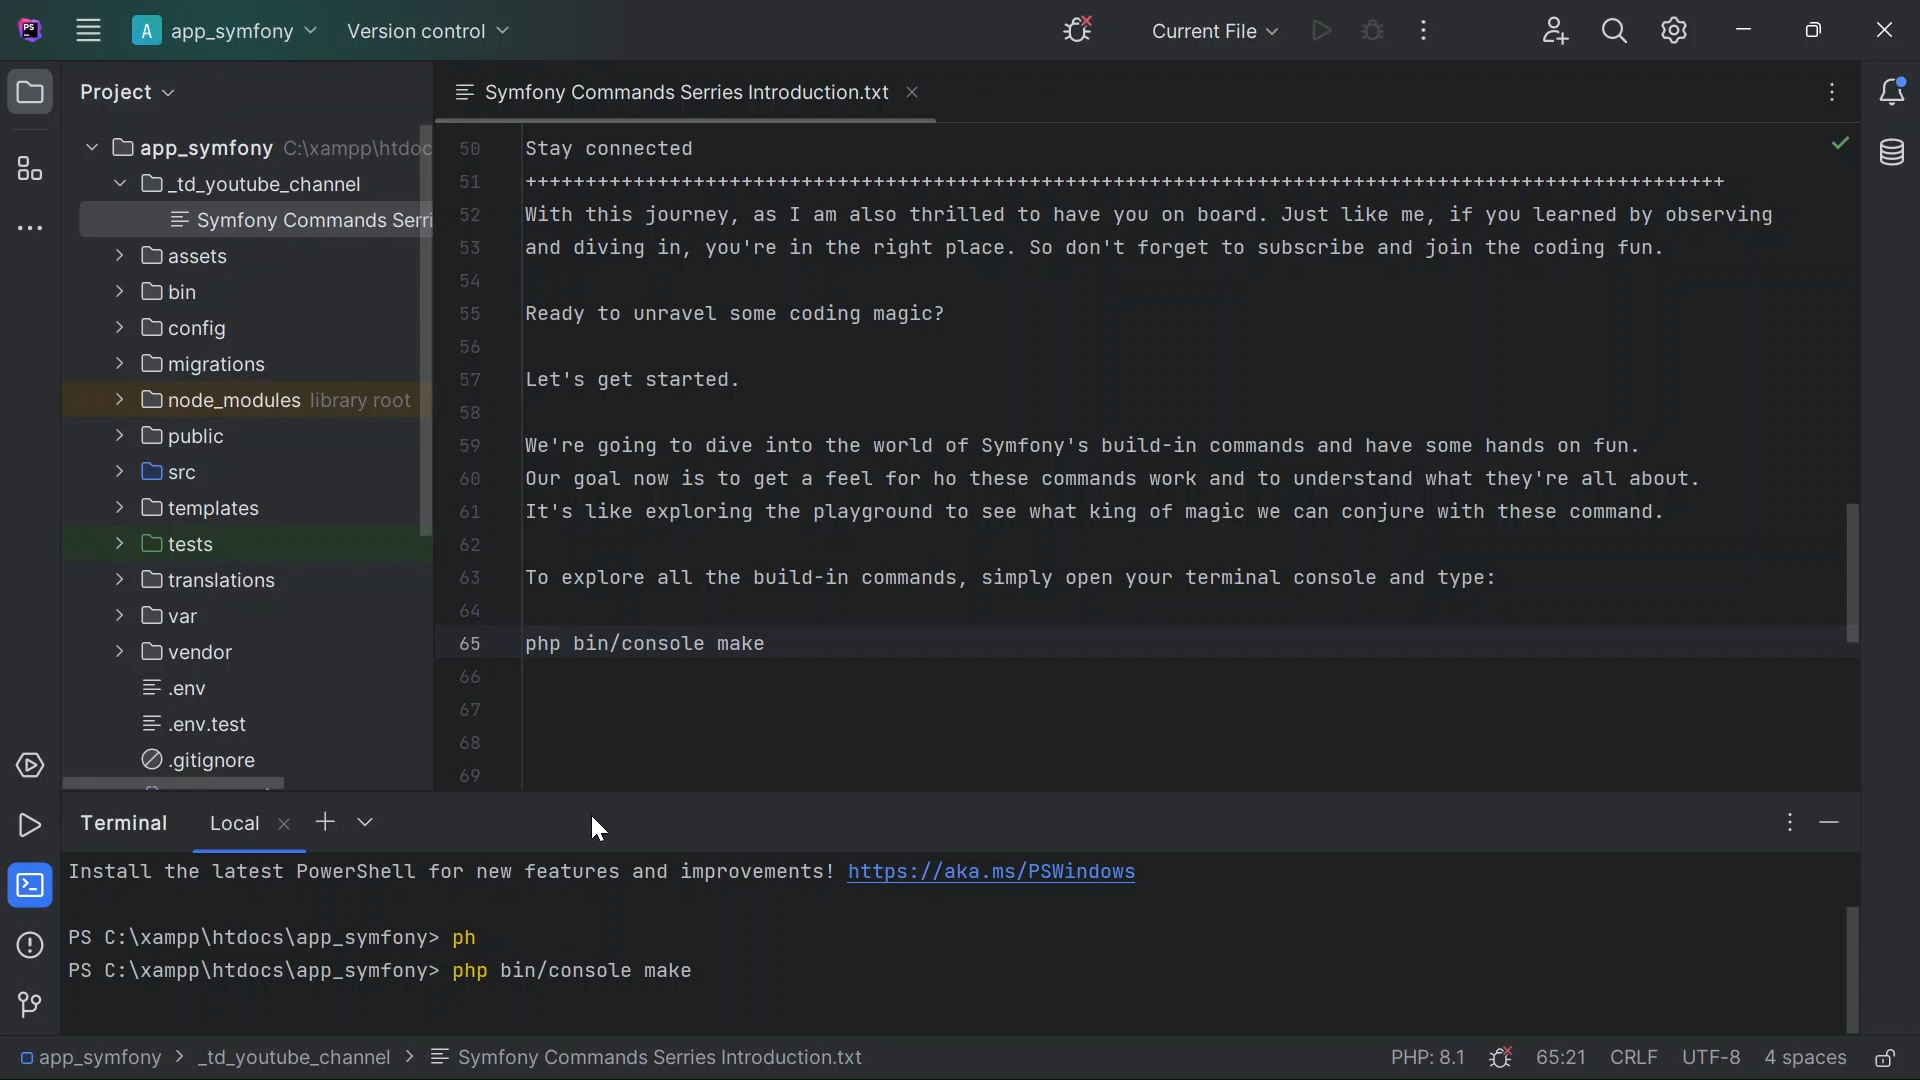 PS
A app_symfony
Version control
Current File
Project
app_symfony C:\xampp\htdoc
_td_youtube_channel
Symfony Commands Serri
assets
bin
config
migrations
node_modules library root
public
src
templates
tests
translations
var
vendor
.env
.env.test
.gitignore
Symfony Commands Serries Introduction.txt
50 Stay connected
51 ++++++++++++++++++++++++++++++++++++++++++++++++++++++++++++++++++++++++++++++++++++++++++++++++++++
52 With this journey, as I am also thrilled to have you on board. Just like me, if you learned by observing
53 and diving in, you're in the right place. So don't forget to subscribe and join the coding fun.
54
55 Ready to unravel some coding magic?
56
57 Let's get started.
58
59 We're going to dive into the world of Symfony's build-in commands and have some hands on fun.
60 Our goal now is to get a feel for ho these commands work and to understand what they're all about.
61 It's like exploring the playground to see what king of magic we can conjure with these command.
62
63 To explore all the build-in commands, simply open your terminal console and type:
64
65 php bin/console make
66
67
68
69
Terminal Local
Install the latest PowerShell for new features and improvements! https://aka.ms/PSWindows
PS C:\xampp\htdocs\app_symfony> ph
PS C:\xampp\htdocs\app_symfony> php bin/console make
app_symfony > _td_youtube_channel > Symfony Commands Serries Introduction.txt
PHP: 8.1 65:21 CRLF UTF-8 4 spaces